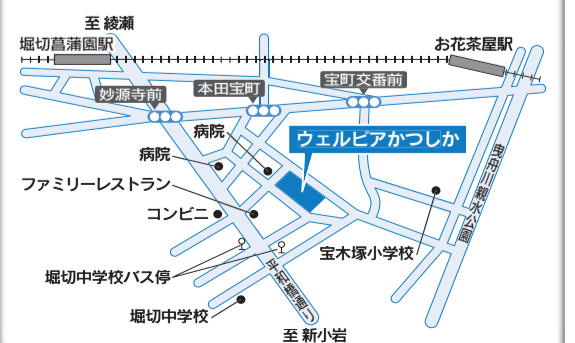 至 綾瀬
堀切菖蒲園駅
お花茶屋駅
宝町交番前
本田宝町
妙源寺前
病院
ウェルピアかつしか
病院
ファミリーレストラン
コンビニ
曳舟川親水公園
宝木塚小学校
堀切中学校バス停
平和橋通り
堀切中学校
至 新小岩